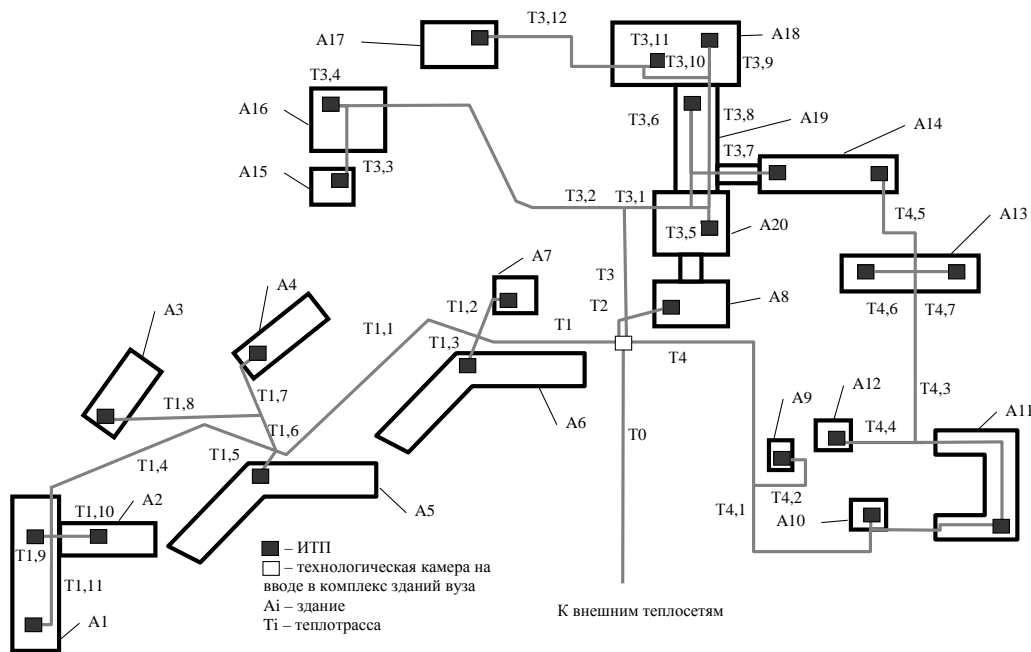 T3,12
A17
T3,11
A18
T3,10
T3,9
T3,4
A16
T3,6
T3,8
A19
T3,7
A14
A15
T3,3
T3,2
T3,1
T4,5
A13
T3,5
A20
A7
T3
A4
A3
T1,2
T2
A8
T4,6
T4,7
T1,1
T1
T1,3
T4
T1,7
T4,3
T1,8
A9
A12
A11
A6
T1,6
T0
T4,4
T1,5
T1,4
T4,2
A2
T1,10
A5
T4,1
A10
T1,9
– ИТП
– технологическая камера на
вводе в комплекс зданий вуза
Ai – здание
Ti – теплотрасса
T1,11
К внешним теплосетям
A1